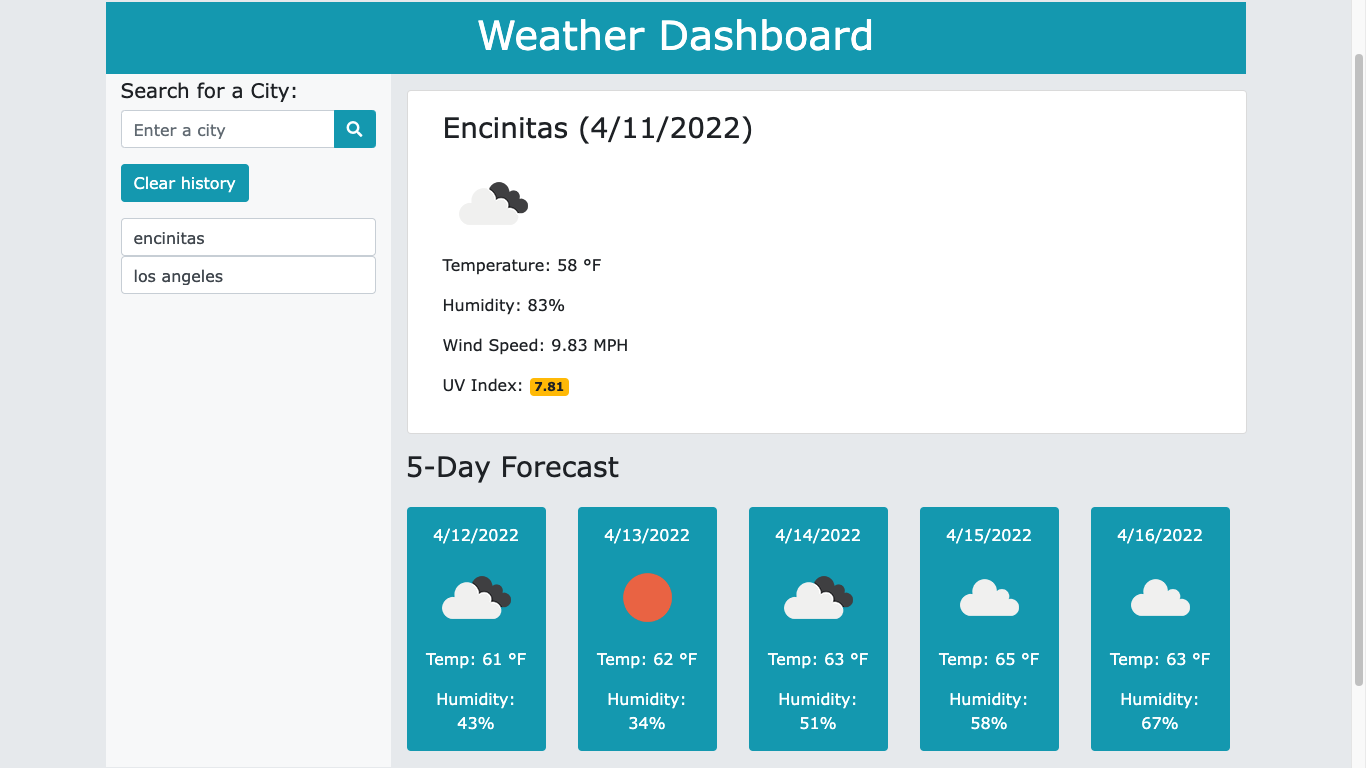 Weather Dashboard
Search for a City:
Enter a city
Clear history
encinitas
los angeles
Encinitas (4/11/2022)
Temperature: 58 °F
Humidity: 83%
Wind Speed: 9.83 MPH
UV Index: 7.81
5-Day Forecast
4/12/2022
Temp: 61 °F
Humidity:
43%
4/13/2022
Temp: 62 °F
Humidity:
34%
4/14/2022
Temp: 63 °F
Humidity:
51%
4/15/2022
Temp: 65 °F
Humidity:
58%
4/16/2022
Temp: 63 °F
Humidity:
67%